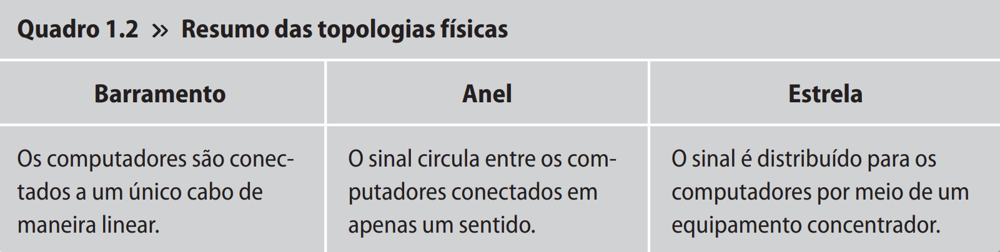 Quadro 1.2 » Resumo das topologias físicas
Barramento
Anel
Estrela
Os computadores são conec-
tados a um único cabo de
maneira linear.
O sinal circula entre os com-
putadores conectados em
apenas um sentido.
O sinal é distribuído para os
computadores por meio de um
equipamento concentrador.